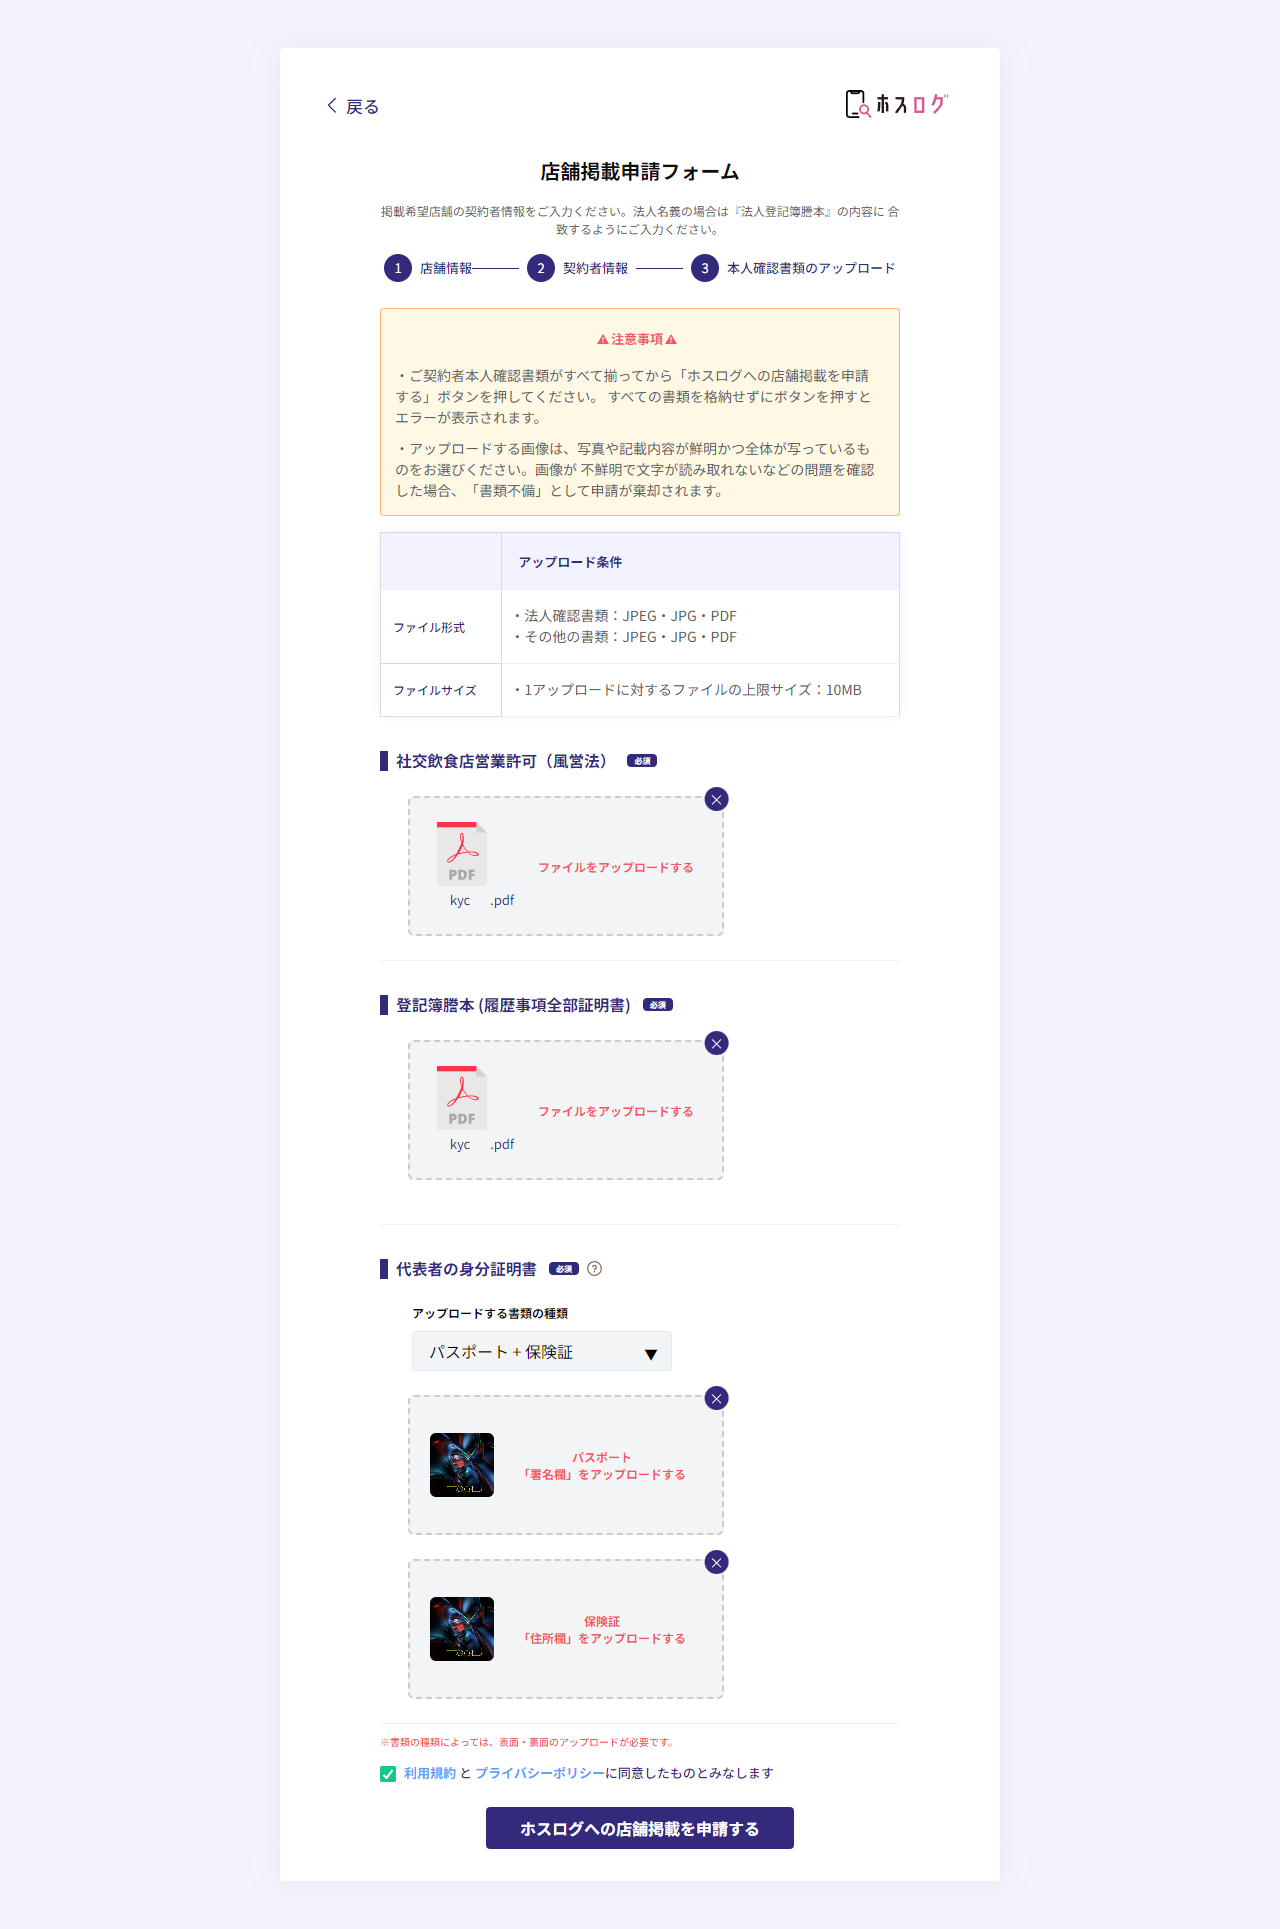 戻る
ホスログ
店舗掲載申請フォーム
掲載希望店舗の契約者情報をご入力ください。法人名義の場合は『法人登記簿謄本』の内容に 合
致するようにご入力ください。
1 店舗情報 2 契約者情報 3 本人確認書類のアップロード
注意事項
・ご契約者本人確認書類がすべて揃ってから「ホスログへの店舗掲載を申請
する」ボタンを押してください。 すべての書類を格納せずにボタンを押すと
エラーが表示されます。
・アップロードする画像は、写真や記載内容が鮮明かつ全体が写っているも
のをお選びください。画像が 不鮮明で文字が読み取れないなどの問題を確認
した場合、「書類不備」として申請が棄却されます。
アップロード条件
ファイル形式
・法人確認書類：JPEG・JPG・PDF
・その他の書類：JPEG・JPG・PDF
ファイルサイズ
・1アップロードに対するファイルの上限サイズ：10MB
社交飲食店営業許可（風営法） 必須
PDF
ファイルをアップロードする
kyc .pdf
登記簿謄本 (履歴事項全部証明書) 必須
PDF
ファイルをアップロードする
kyc .pdf
代表者の身分証明書 必須 ?
アップロードする書類の種類
パスポート + 保険証 ▼
パスポート
「署名欄」をアップロードする
保険証
「住所欄」をアップロードする
※書類の種類によっては、表面・裏面のアップロードが必要です。
利用規約 と プライバシーポリシーに同意したものとみなします
ホスログへの店舗掲載を申請する